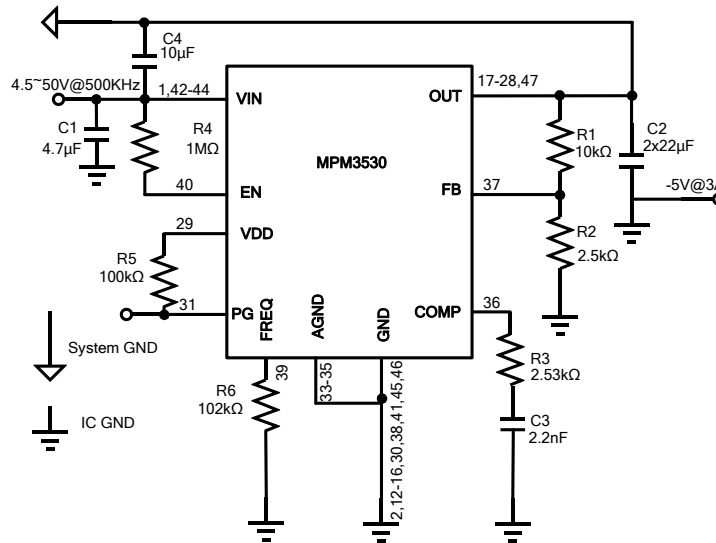 C4
10µF
4.5~50V@500KHz
1,42-44
VIN
OUT
17-28,47
C1
4.7µF
R4
1MΩ
MPM3530
R1
10kΩ
C2
2x22µF
40
EN
FB
37
-5V@3A
29
VDD
R2
2.5kΩ
R5
100kΩ
31
PG
FREQ
AGND
GND
COMP
36
System GND
39
33-35
2,12-16,30,38,41,45,46
R3
2.53kΩ
R6
102kΩ
IC GND
C3
2.2nF